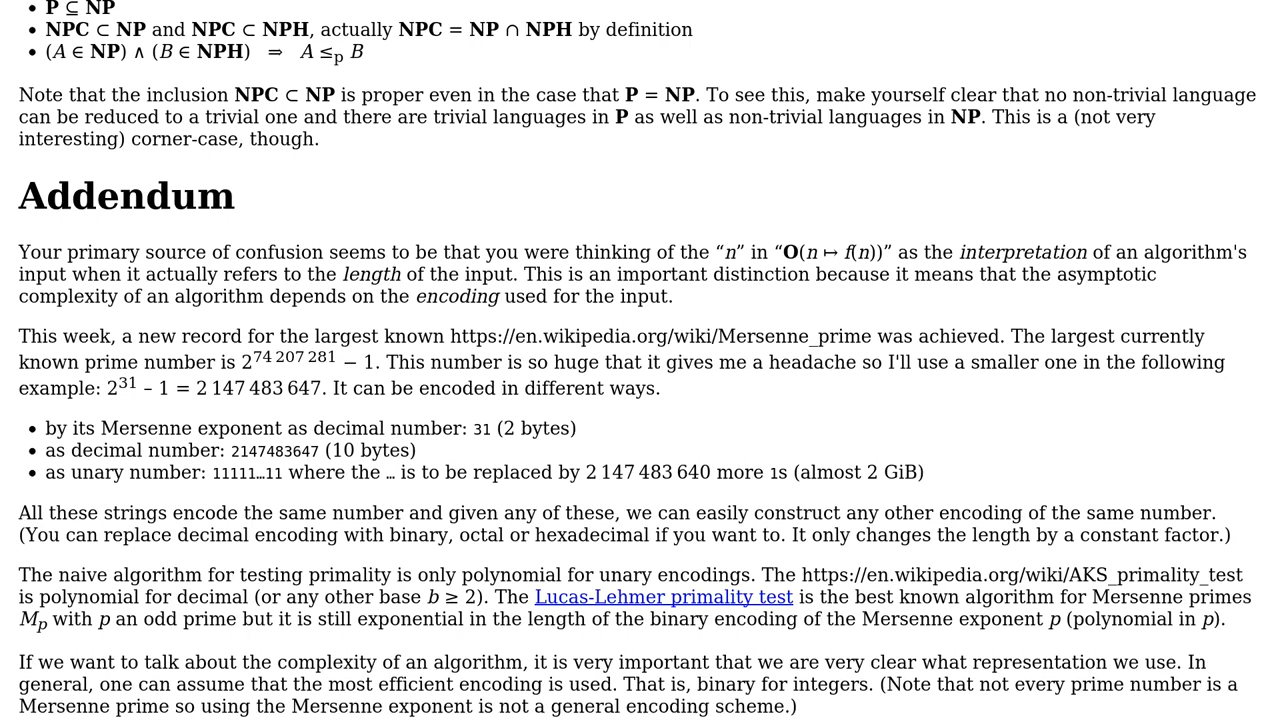 • P ⊆ NP
• NPC ⊂ NP and NPC ⊂ NPH, actually NPC = NP ∩ NPH by definition
• (A ∈ NP) ∧ (B ∈ NPH)   ⇒   A ≤p B
Note that the inclusion NPC ⊂ NP is proper even in the case that P = NP. To see this, make yourself clear that no non-trivial language
can be reduced to a trivial one and there are trivial languages in P as well as non-trivial languages in NP. This is a (not very
interesting) corner-case, though.
Addendum
Your primary source of confusion seems to be that you were thinking of the “n” in “O(n ↦ f(n))” as the interpretation of an algorithm's
input when it actually refers to the length of the input. This is an important distinction because it means that the asymptotic
complexity of an algorithm depends on the encoding used for the input.
This week, a new record for the largest known https://en.wikipedia.org/wiki/Mersenne_prime was achieved. The largest currently
known prime number is 2^74 207 281 − 1. This number is so huge that it gives me a headache so I'll use a smaller one in the following
example: 2^31 – 1 = 2 147 483 647. It can be encoded in different ways.
• by its Mersenne exponent as decimal number: 31 (2 bytes)
• as decimal number: 2147483647 (10 bytes)
• as unary number: 11111…11 where the … is to be replaced by 2 147 483 640 more 1s (almost 2 GiB)
All these strings encode the same number and given any of these, we can easily construct any other encoding of the same number.
(You can replace decimal encoding with binary, octal or hexadecimal if you want to. It only changes the length by a constant factor.)
The naive algorithm for testing primality is only polynomial for unary encodings. The https://en.wikipedia.org/wiki/AKS_primality_test
is polynomial for decimal (or any other base b ≥ 2). The Lucas-Lehmer primality test is the best known algorithm for Mersenne primes
Mp with p an odd prime but it is still exponential in the length of the binary encoding of the Mersenne exponent p (polynomial in p).
If we want to talk about the complexity of an algorithm, it is very important that we are very clear what representation we use. In
general, one can assume that the most efficient encoding is used. That is, binary for integers. (Note that not every prime number is a
Mersenne prime so using the Mersenne exponent is not a general encoding scheme.)